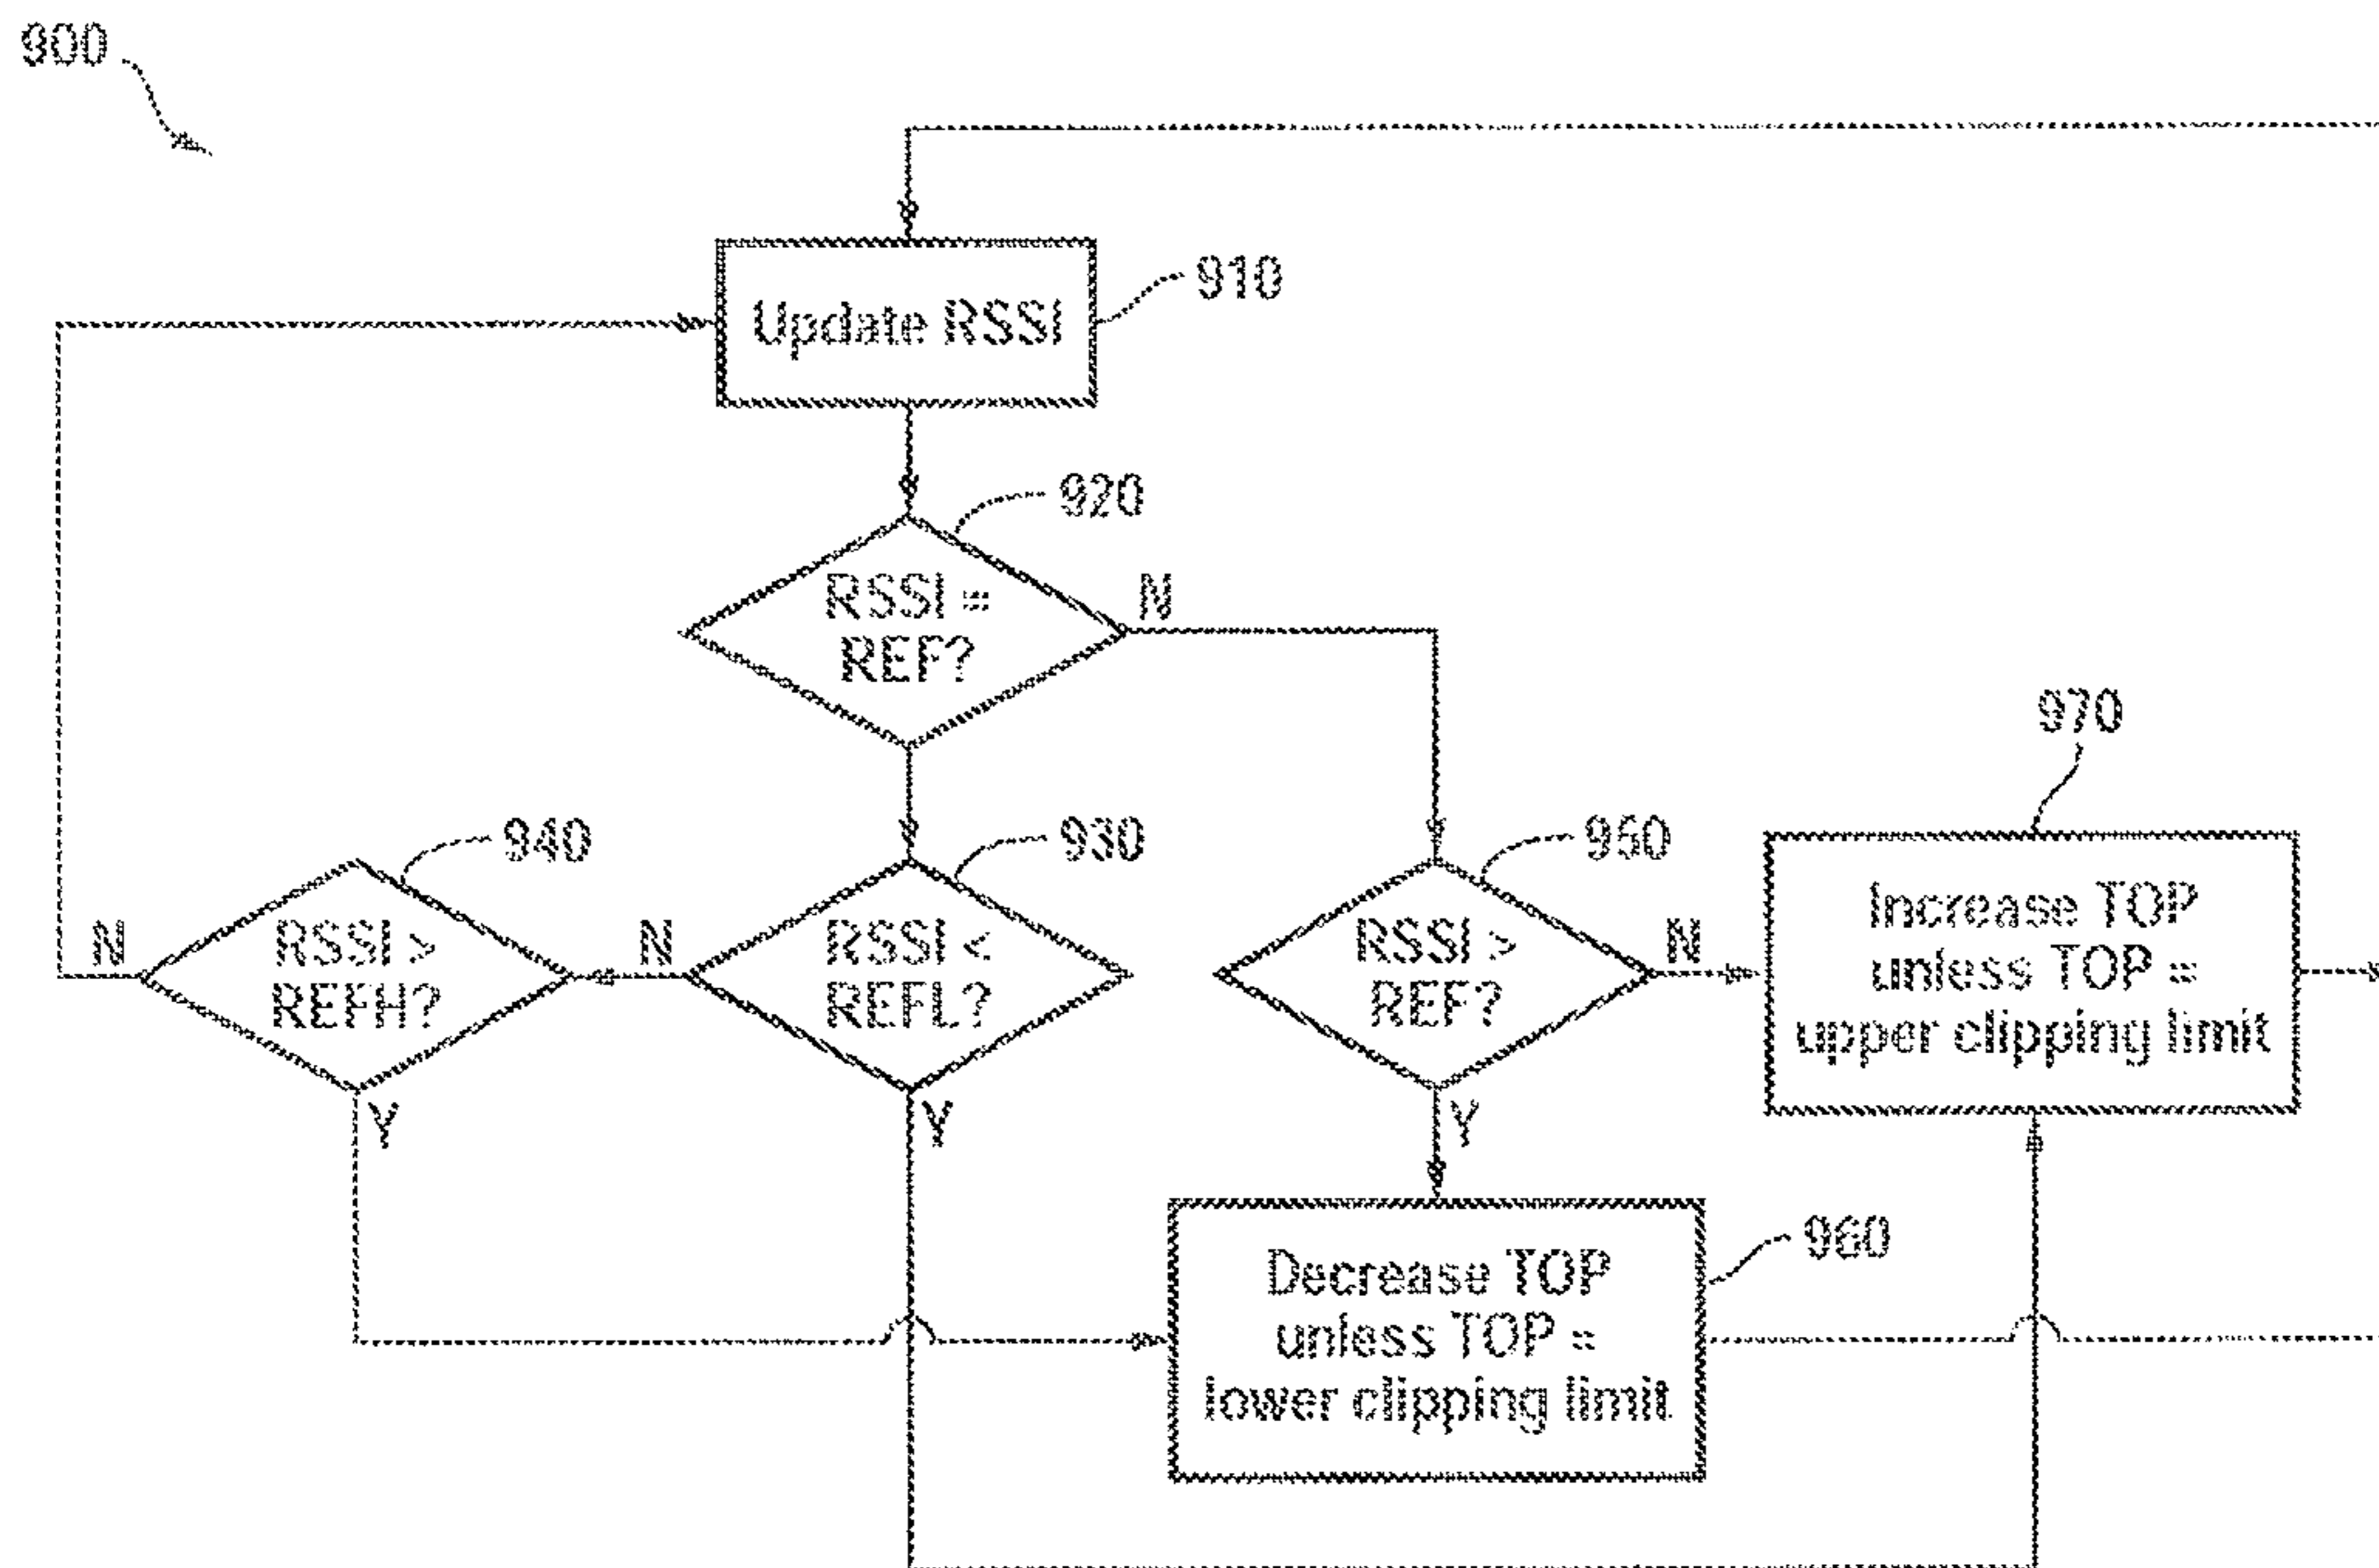 900
Update RSSI
910
920
RSSI =
REF?
N
970
940
930
950
N
RSSI >
REFH?
N
RSSI <
REFL?
RSSI >
REF?
N
Increase TOP
unless TOP =
upper clipping limit
Y
Y
Y
Decrease TOP
unless TOP =
lower clipping limit
960